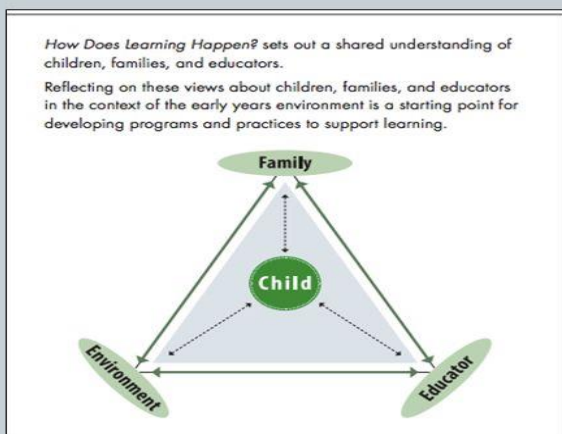 How Does Learning Happen? sets out a shared understanding of
children, families, and educators.
Reflecting on these views about children, families, and educators
in the context of the early years environment is a starting point for
developing programs and practices to support learning.
Family
Child
Environment
Educator